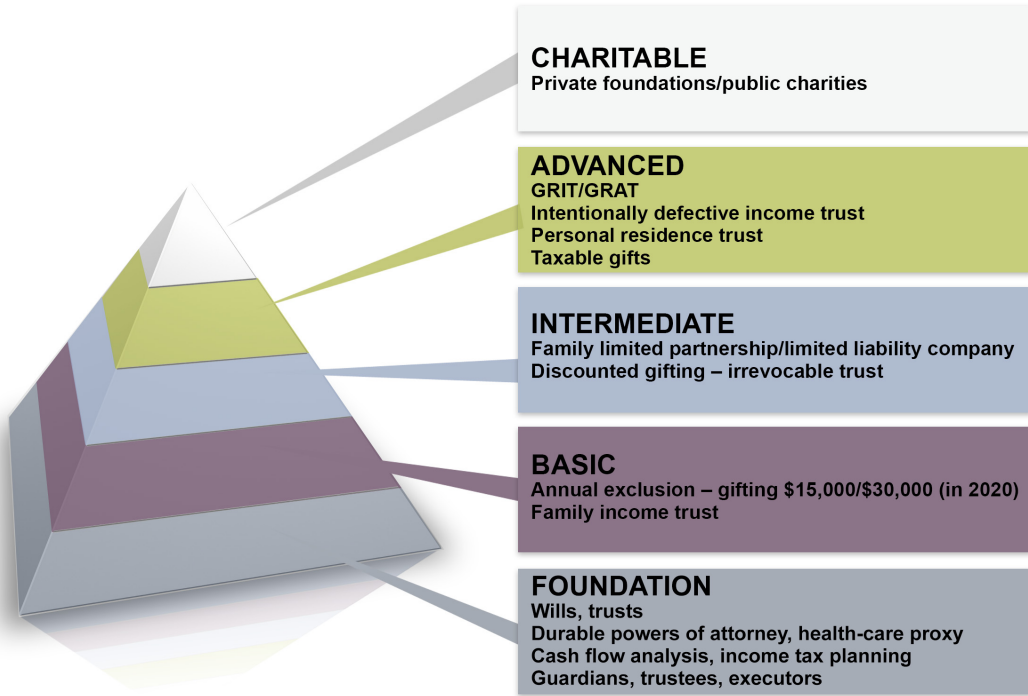 CHARITABLE
Private foundations/public charities
ADVANCED
GRIT/GRAT
Intentionally defective income trust
Personal residence trust
Taxable gifts
INTERMEDIATE
Family limited partnership/limited liability company
Discounted gifting – irrevocable trust
BASIC
Annual exclusion – gifting $15,000/$30,000 (in 2020)
Family income trust
FOUNDATION
Wills, trusts
Durable powers of attorney, health-care proxy
Cash flow analysis, income tax planning
Guardians, trustees, executors